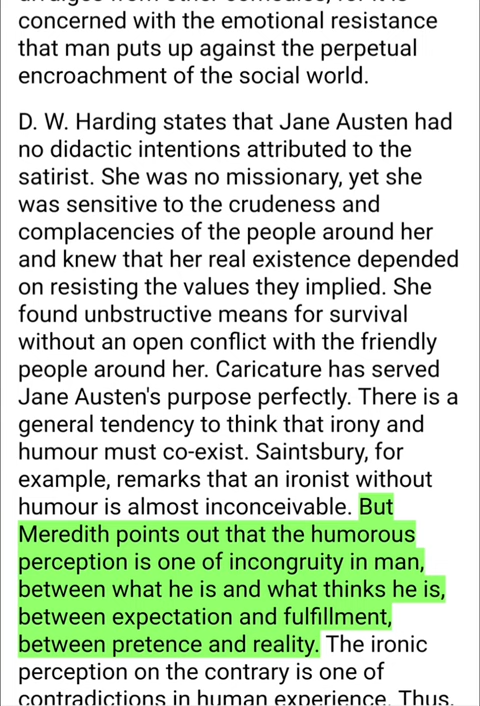 concerned with the emotional resistance
that man puts up against the perpetual
encroachment of the social world.
D. W. Harding states that Jane Austen had
no didactic intentions attributed to the
satirist. She was no missionary, yet she
was sensitive to the crudeness and
complacencies of the people around her
and knew that her real existence depended
on resisting the values they implied. She
found unbstructive means for survival
without an open conflict with the friendly
people around her. Caricature has served
Jane Austen's purpose perfectly. There is a
general tendency to think that irony and
humour must co-exist. Saintsbury, for
example, remarks that an ironist without
humour is almost inconceivable. But
Meredith points out that the humorous
perception is one of incongruity in man,
between what he is and what thinks he is,
between expectation and fulfillment,
between pretence and reality. The ironic
perception on the contrary is one of
contradictions in human experience. Thus,